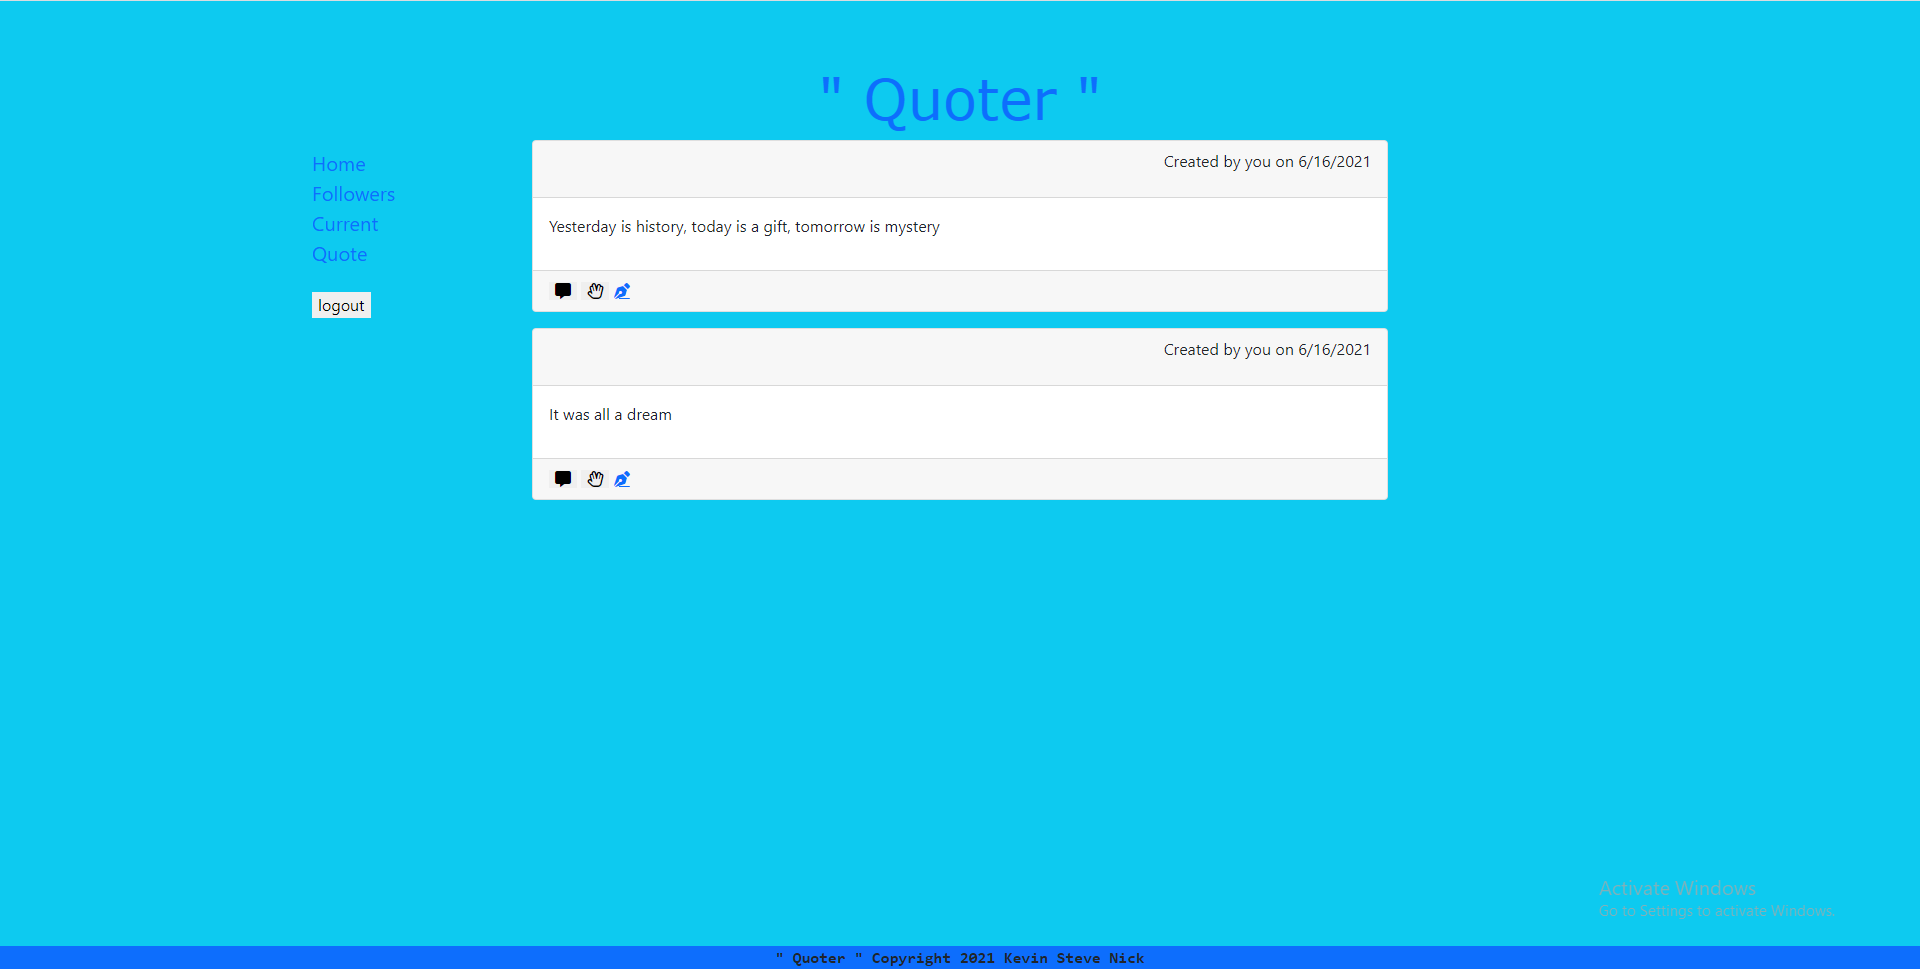 " Quoter "
Home
Followers
Current
Quote
logout
Created by you on 6/16/2021
Yesterday is history, today is a gift, tomorrow is mystery
Created by you on 6/16/2021
It was all a dream
Activate Windows
Go to Settings to activate Windows.
" Quoter " Copyright 2021 Kevin Steve Nick